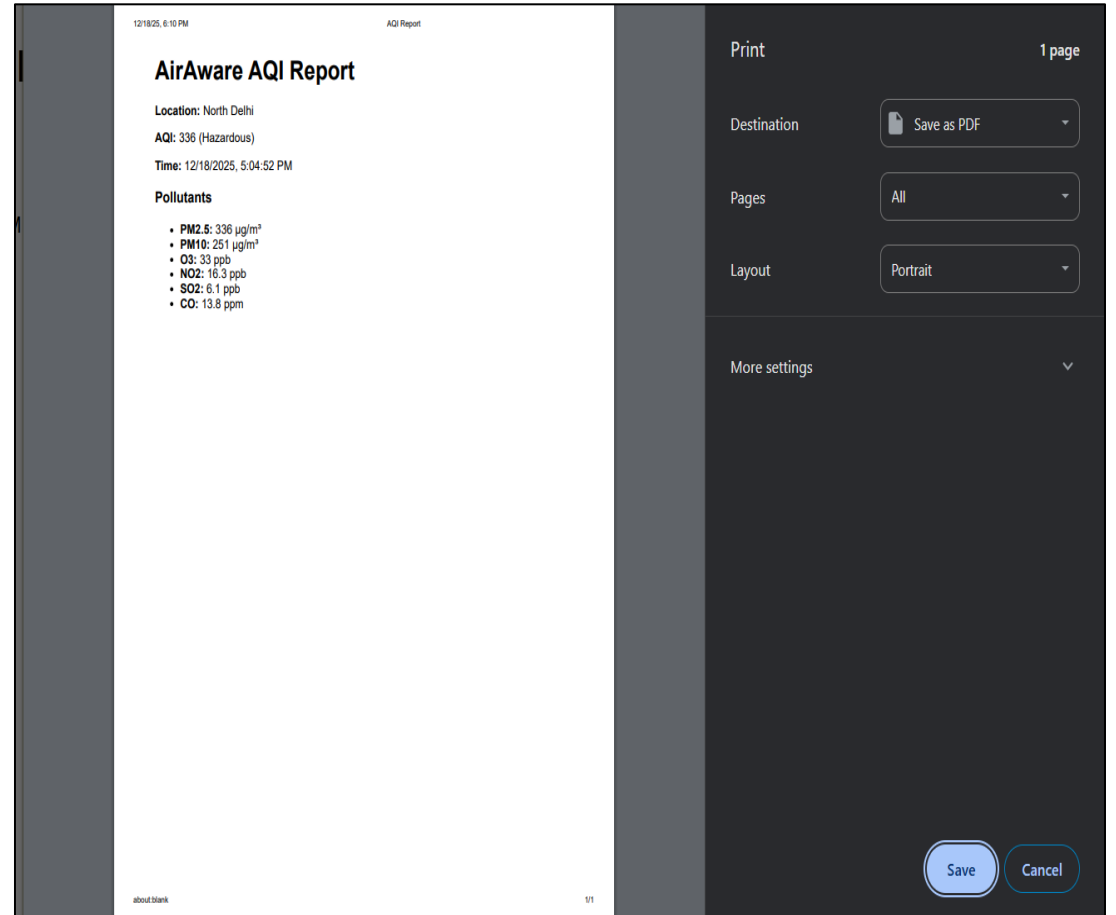 12/18/25, 6:10 PM AQI Report
AirAware AQI Report
Location: North Delhi
AQI: 336 (Hazardous)
Time: 12/18/2025, 5:04:52 PM
Pollutants
• PM2.5: 336 µg/m³
• PM10: 251 µg/m³
• O3: 33 ppb
• NO2: 16.3 ppb
• SO2: 6.1 ppb
• CO: 13.8 ppm
about:blank 1/1
Print 1 page
Destination Save as PDF
Pages All
Layout Portrait
More settings
Save Cancel